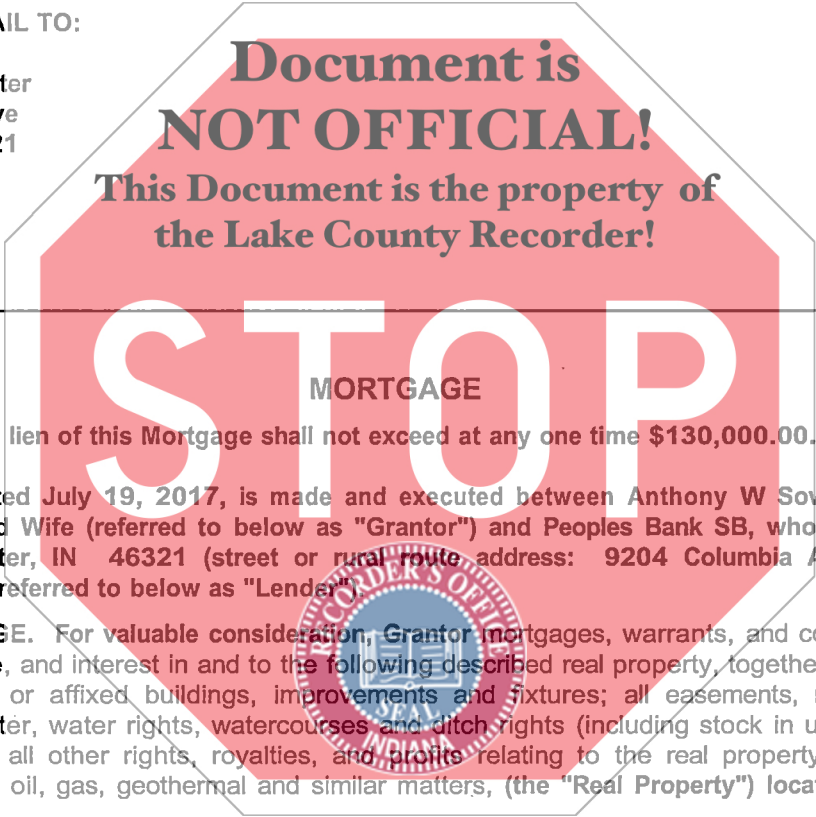 AIL TO:
ter
ve
21
Document is
NOT OFFICIAL!
This Document is the property of
the Lake County Recorder!
STOP
MORTGAGE
lien of this Mortgage shall not exceed at any one time $130,000.00.
ed July 19, 2017, is made and executed between Anthony W Sov
d Wife (referred to below as "Grantor") and Peoples Bank SB, who
ter, IN 46321 (street or rural route address: 9204 Columbia A
referred to below as "Lender").
GE. For valuable consideration, Grantor mortgages, warrants, and co
e, and interest in and to the following described real property, togethe
or affixed buildings, improvements and fixtures; all easements,
ter, water rights, watercourses and ditch rights (including stock in u
all other rights, royalties, and profits relating to the real property
oil, gas, geothermal and similar matters, (the "Real Property") locat
RECORDER'S OFFICE
SEAL
INDIANA